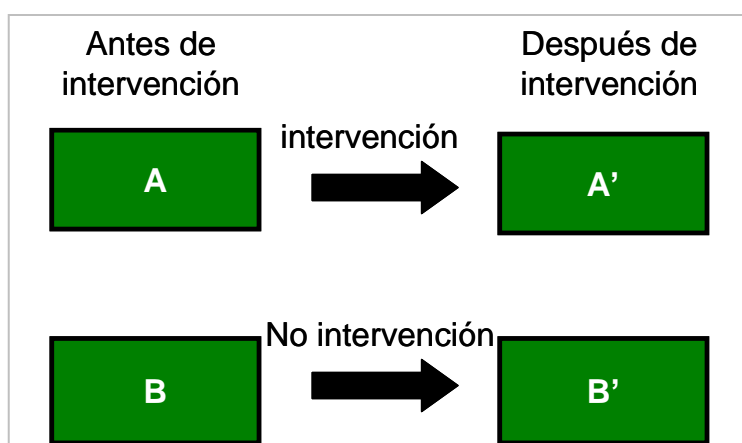 Antes de
intervención
Después de
intervención
intervención
A
A’
No intervención
B
B’